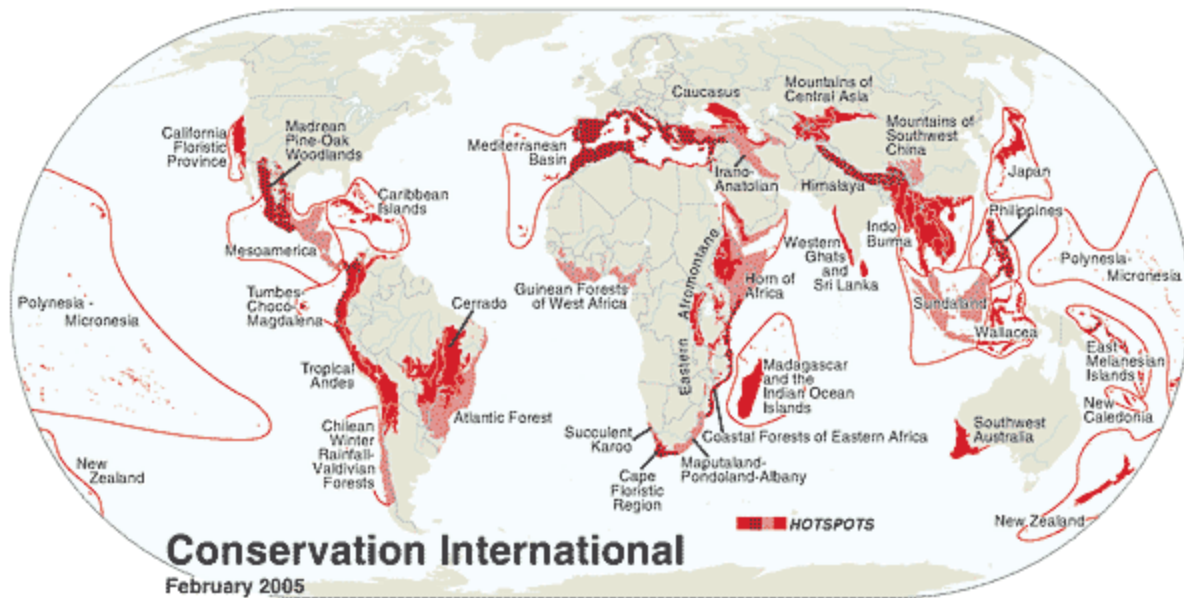 Caucasus
Mountains of
Central Asia
California
Floristic
Province
Madrean
Pine-Oak
Woodlands
Mediterranean
Basin
Mountains of
Southwest
China
Irano-
Anatolian
Himalaya
Japan
Caribbean
Islands
Philippines
Mesoamerica
Indo
Burma
Western
Ghats
and
Sri Lanka
Polynesia-
Micronesia
Polynesia -
Micronesia
Tumbes-
Choco-
Magdalena
Cerrado
Guinean Forests
of West Africa
Eastern Afromontane
Horn of
Africa
Sundaland
Wallacea
East
Melanesian
Islands
Tropical
Andes
Madagascar
and the
Indian Ocean
Islands
New
Caledonia
Atlantic Forest
Chilean
Winter
Rainfall-
Valdivian
Forests
Succulent
Karoo
Coastal Forests of Eastern Africa
Southwest
Australia
New
Zealand
Cape
Floristic
Region
Maputaland-
Pondoland-Albany
New Zealand
HOTSPOTS
Conservation International
February 2005